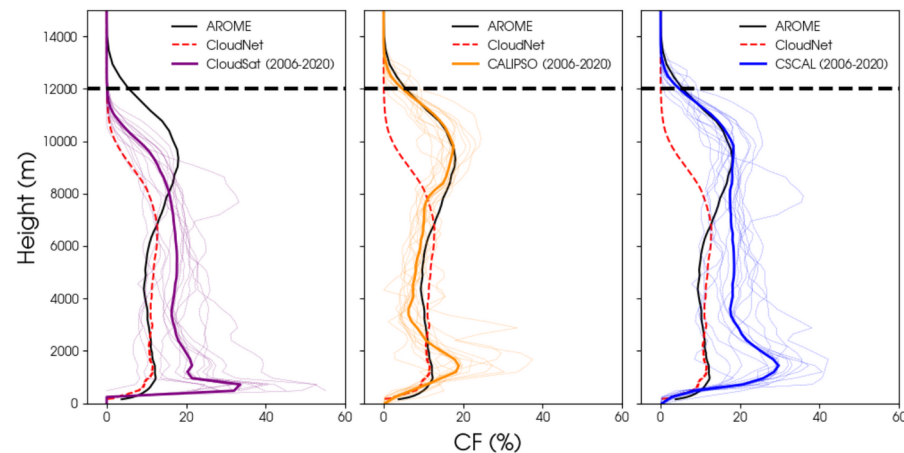 AROME
CloudNet
CloudSat (2006-2020)
AROME
CloudNet
CALIPSO (2006-2020)
AROME
CloudNet
CSCAL (2006-2020)
14000
12000
10000
8000
6000
4000
2000
0
Height (m)
0 20 40 60
0 20 40 60
0 20 40 60
CF (%)